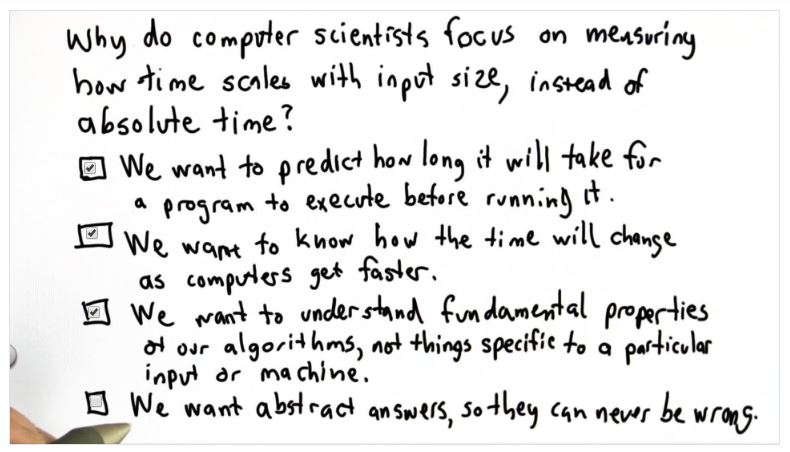 Why do computer scientists focus on measuring
how time scales with input size, instead of
absolute time?
We want to predict how long it will take for
a program to execute before running it.
We want to know how the time will change
as computers get faster.
We want to understand fundamental properties
of our algorithms, not things specific to a particular
input or machine.
We want abstract answers, so they can never be wrong.